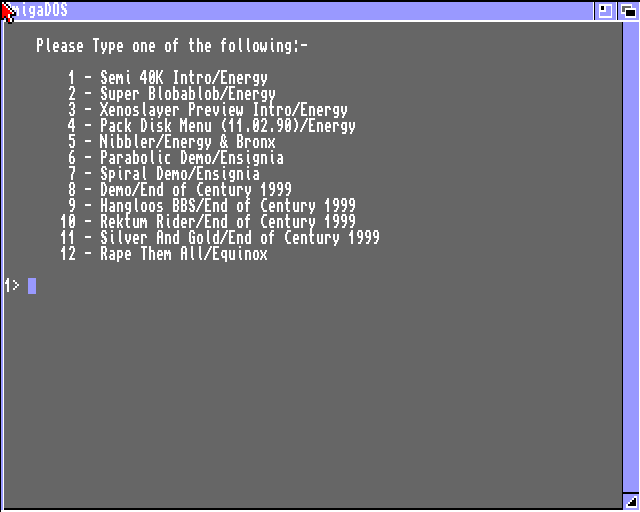 migaDOS
Please Type one of the following:-
1 - Semi 40K Intro/Energy
2 - Super Blobablob/Energy
3 - Xenoslayer Preview Intro/Energy
4 - Pack Disk Menu (11.02.90)/Energy
5 - Nibbler/Energy & Bronx
6 - Parabolic Demo/Ensignia
7 - Spiral Demo/Ensignia
8 - Demo/End of Century 1999
9 - Hangloos BBS/End of Century 1999
10 - Rektum Rider/End of Century 1999
11 - Silver And Gold/End of Century 1999
12 - Rape Them All/Equinox
1>